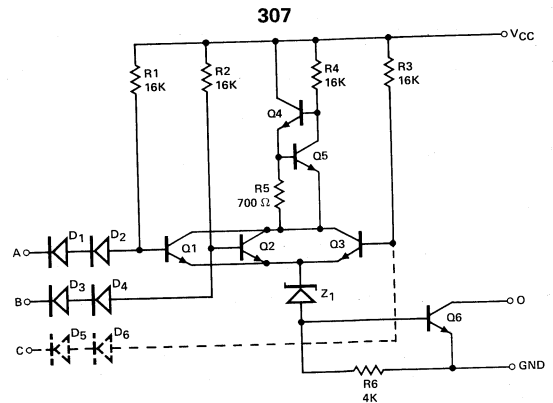 307
VCC
R1
16K
R2
16K
R4
16K
R3
16K
Q4
Q5
R5
700 Ω
D1
D2
A
Q1
Q2
Q3
D3
D4
B
Z1
O
Q6
D5
D6
C
GND
R6
4K